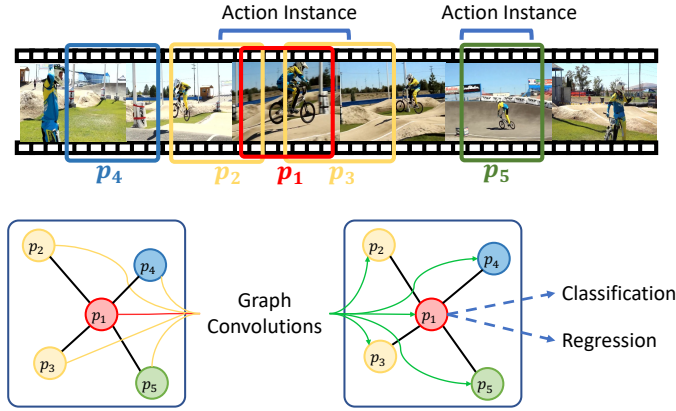 Action Instance
Action Instance
p4
p2
p1
p3
p5
p2
p4
p1
p3
p5
Graph
Convolutions
p2
p4
p1
p3
p5
Classification
Regression